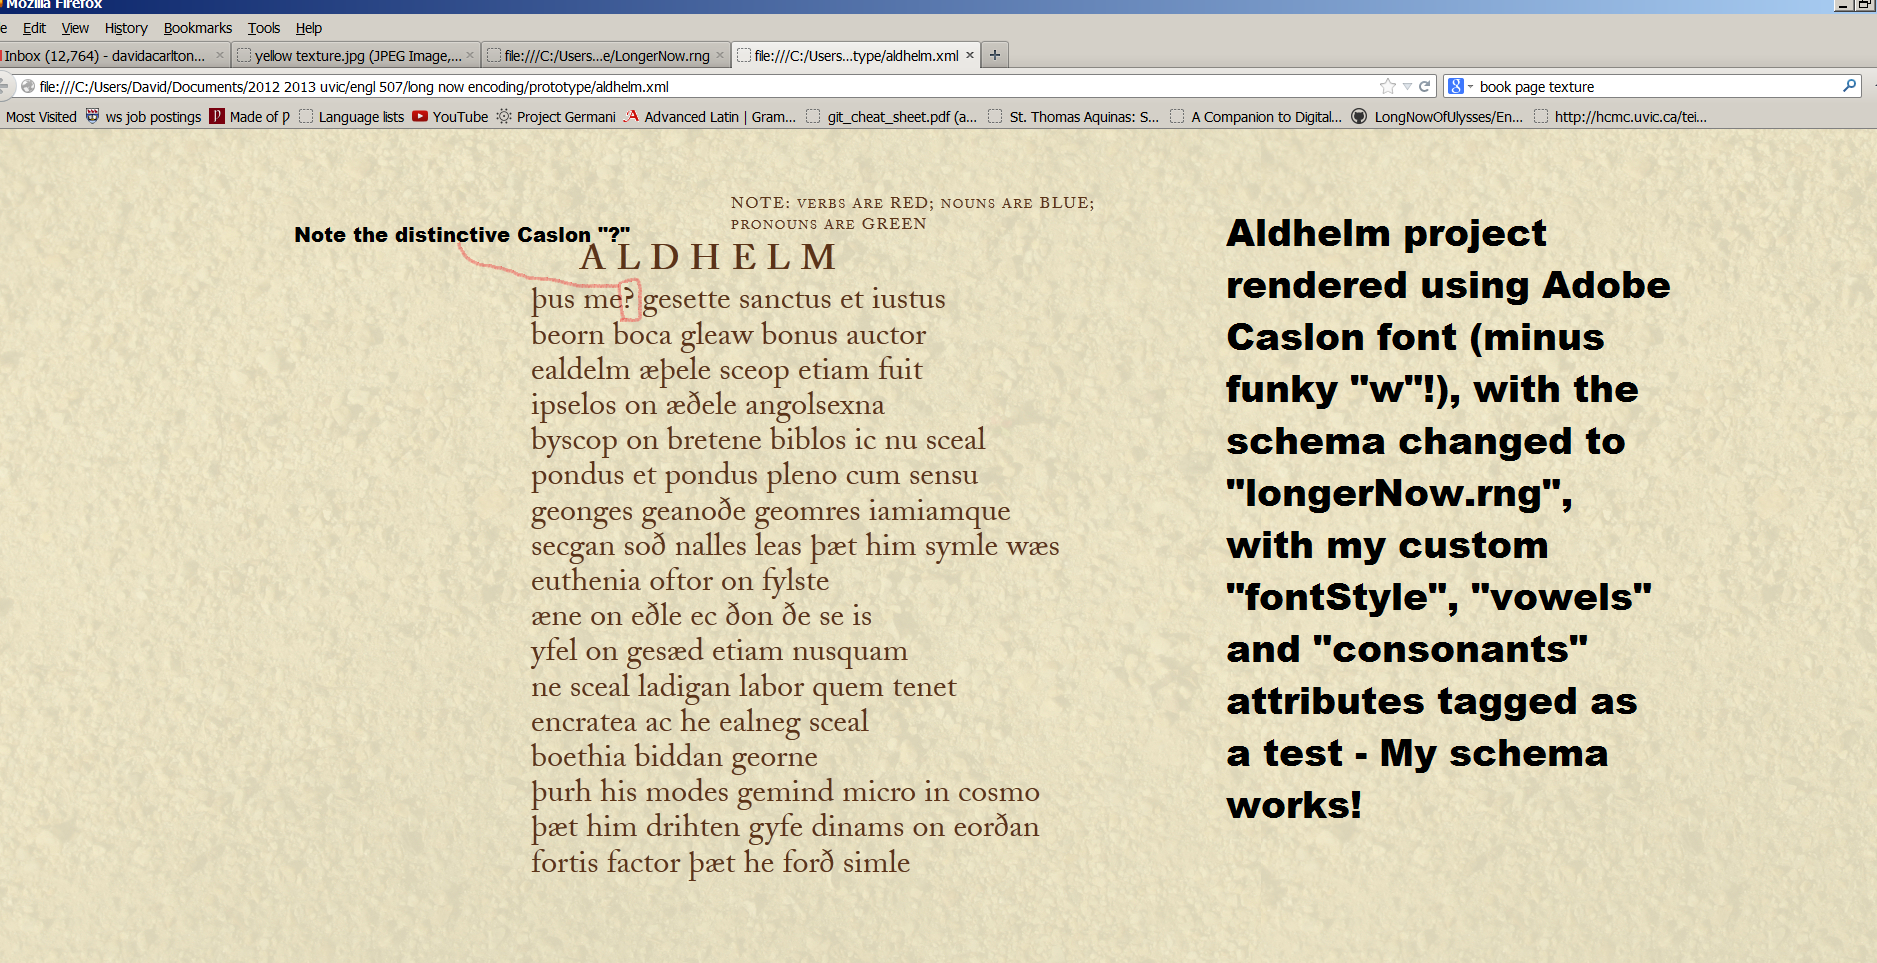 Mozilla Firefox
e Edit View History Bookmarks Tools Help
Inbox (12,764) - davidacarlton... × yellow texture.jpg (JPEG Image,... × file:///C:/Users...e/LongerNow.rng × file:///C:/Users...type/aldhelm.xml × +
file:///C:/Users/David/Documents/2012 2013 uvic/engl 507/long now encoding/prototype/aldhelm.xml book page texture
Most Visited ws job postings Made of þ Language lists YouTube Project Germani Advanced Latin | Gram... git_cheat_sheet.pdf (a... St. Thomas Aquinas: S... A Companion to Digital... LongNowOfUlysses/En... http://hcmc.uvic.ca/tei...
NOTE: VERBS ARE RED; NOUNS ARE BLUE;
PRONOUNS ARE GREEN
Note the distinctive Caslon "?"
ALDHELM
þus me? gesette sanctus et iustus
beorn boca gleaw bonus auctor
ealdelm æþele sceop etiam fuit
ipselos on æðele angolsexna
byscop on bretene biblos ic nu sceal
pondus et pondus pleno cum sensu
geonges geanoðe geomres iamiamque
secgan soð nalles leas þæt him symle wæs
euthenia oftor on fylste
æne on eðle ec ðon ðe se is
yfel on gesæd etiam nusquam
ne sceal ladigan labor quem tenet
encratea ac he ealneg sceal
boethia biddan georne
þurh his modes gemind micro in cosmo
þæt him drihten gyfe dinams on eorðan
fortis factor þæt he forð simle
Aldhelm project
rendered using Adobe
Caslon font (minus
funky "w"!), with the
schema changed to
"longerNow.rng",
with my custom
"fontStyle", "vowels"
and "consonants"
attributes tagged as
a test - My schema
works!